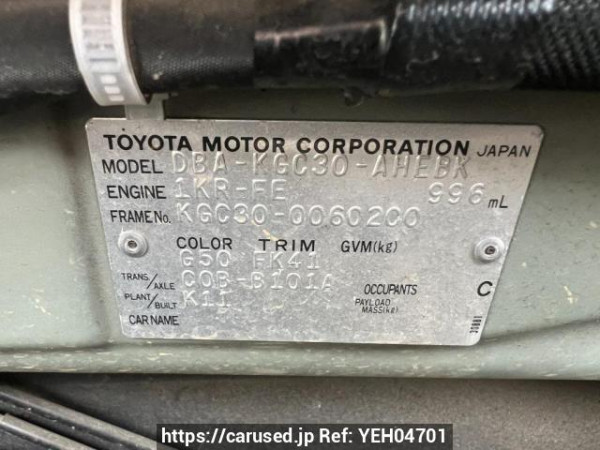 TOYOTA MOTOR CORPORATION JAPAN
MODEL DBA-KGC30-AHEBK
ENGINE 1KR-FE 996 mL
FRAME No. KGC30-0060200
COLOR TRIM GVM(kg)
G50 FK41
TRANS/AXLE C0B-B101A OCCUPANTS C
PLANT/BUILT K11 PAYLOAD MASS(kg)
CAR NAME
https://carused.jp Ref: YEH04701